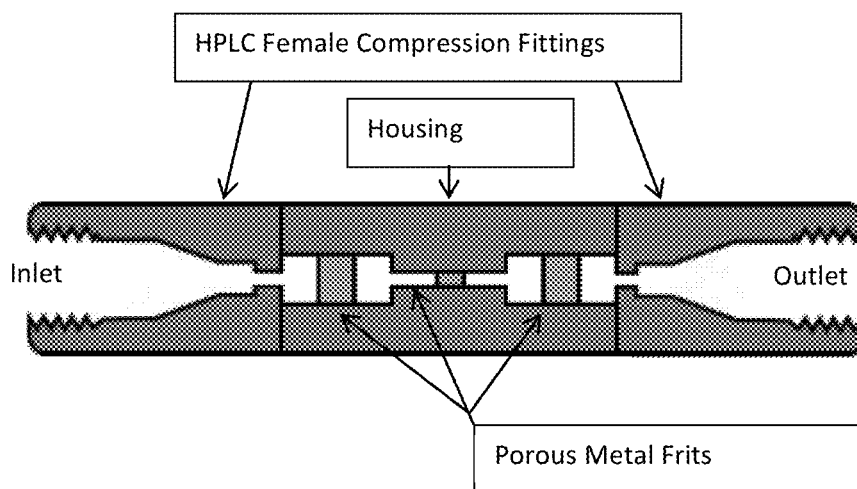 HPLC Female Compression Fittings
Housing
Inlet
Outlet
Porous Metal Frits